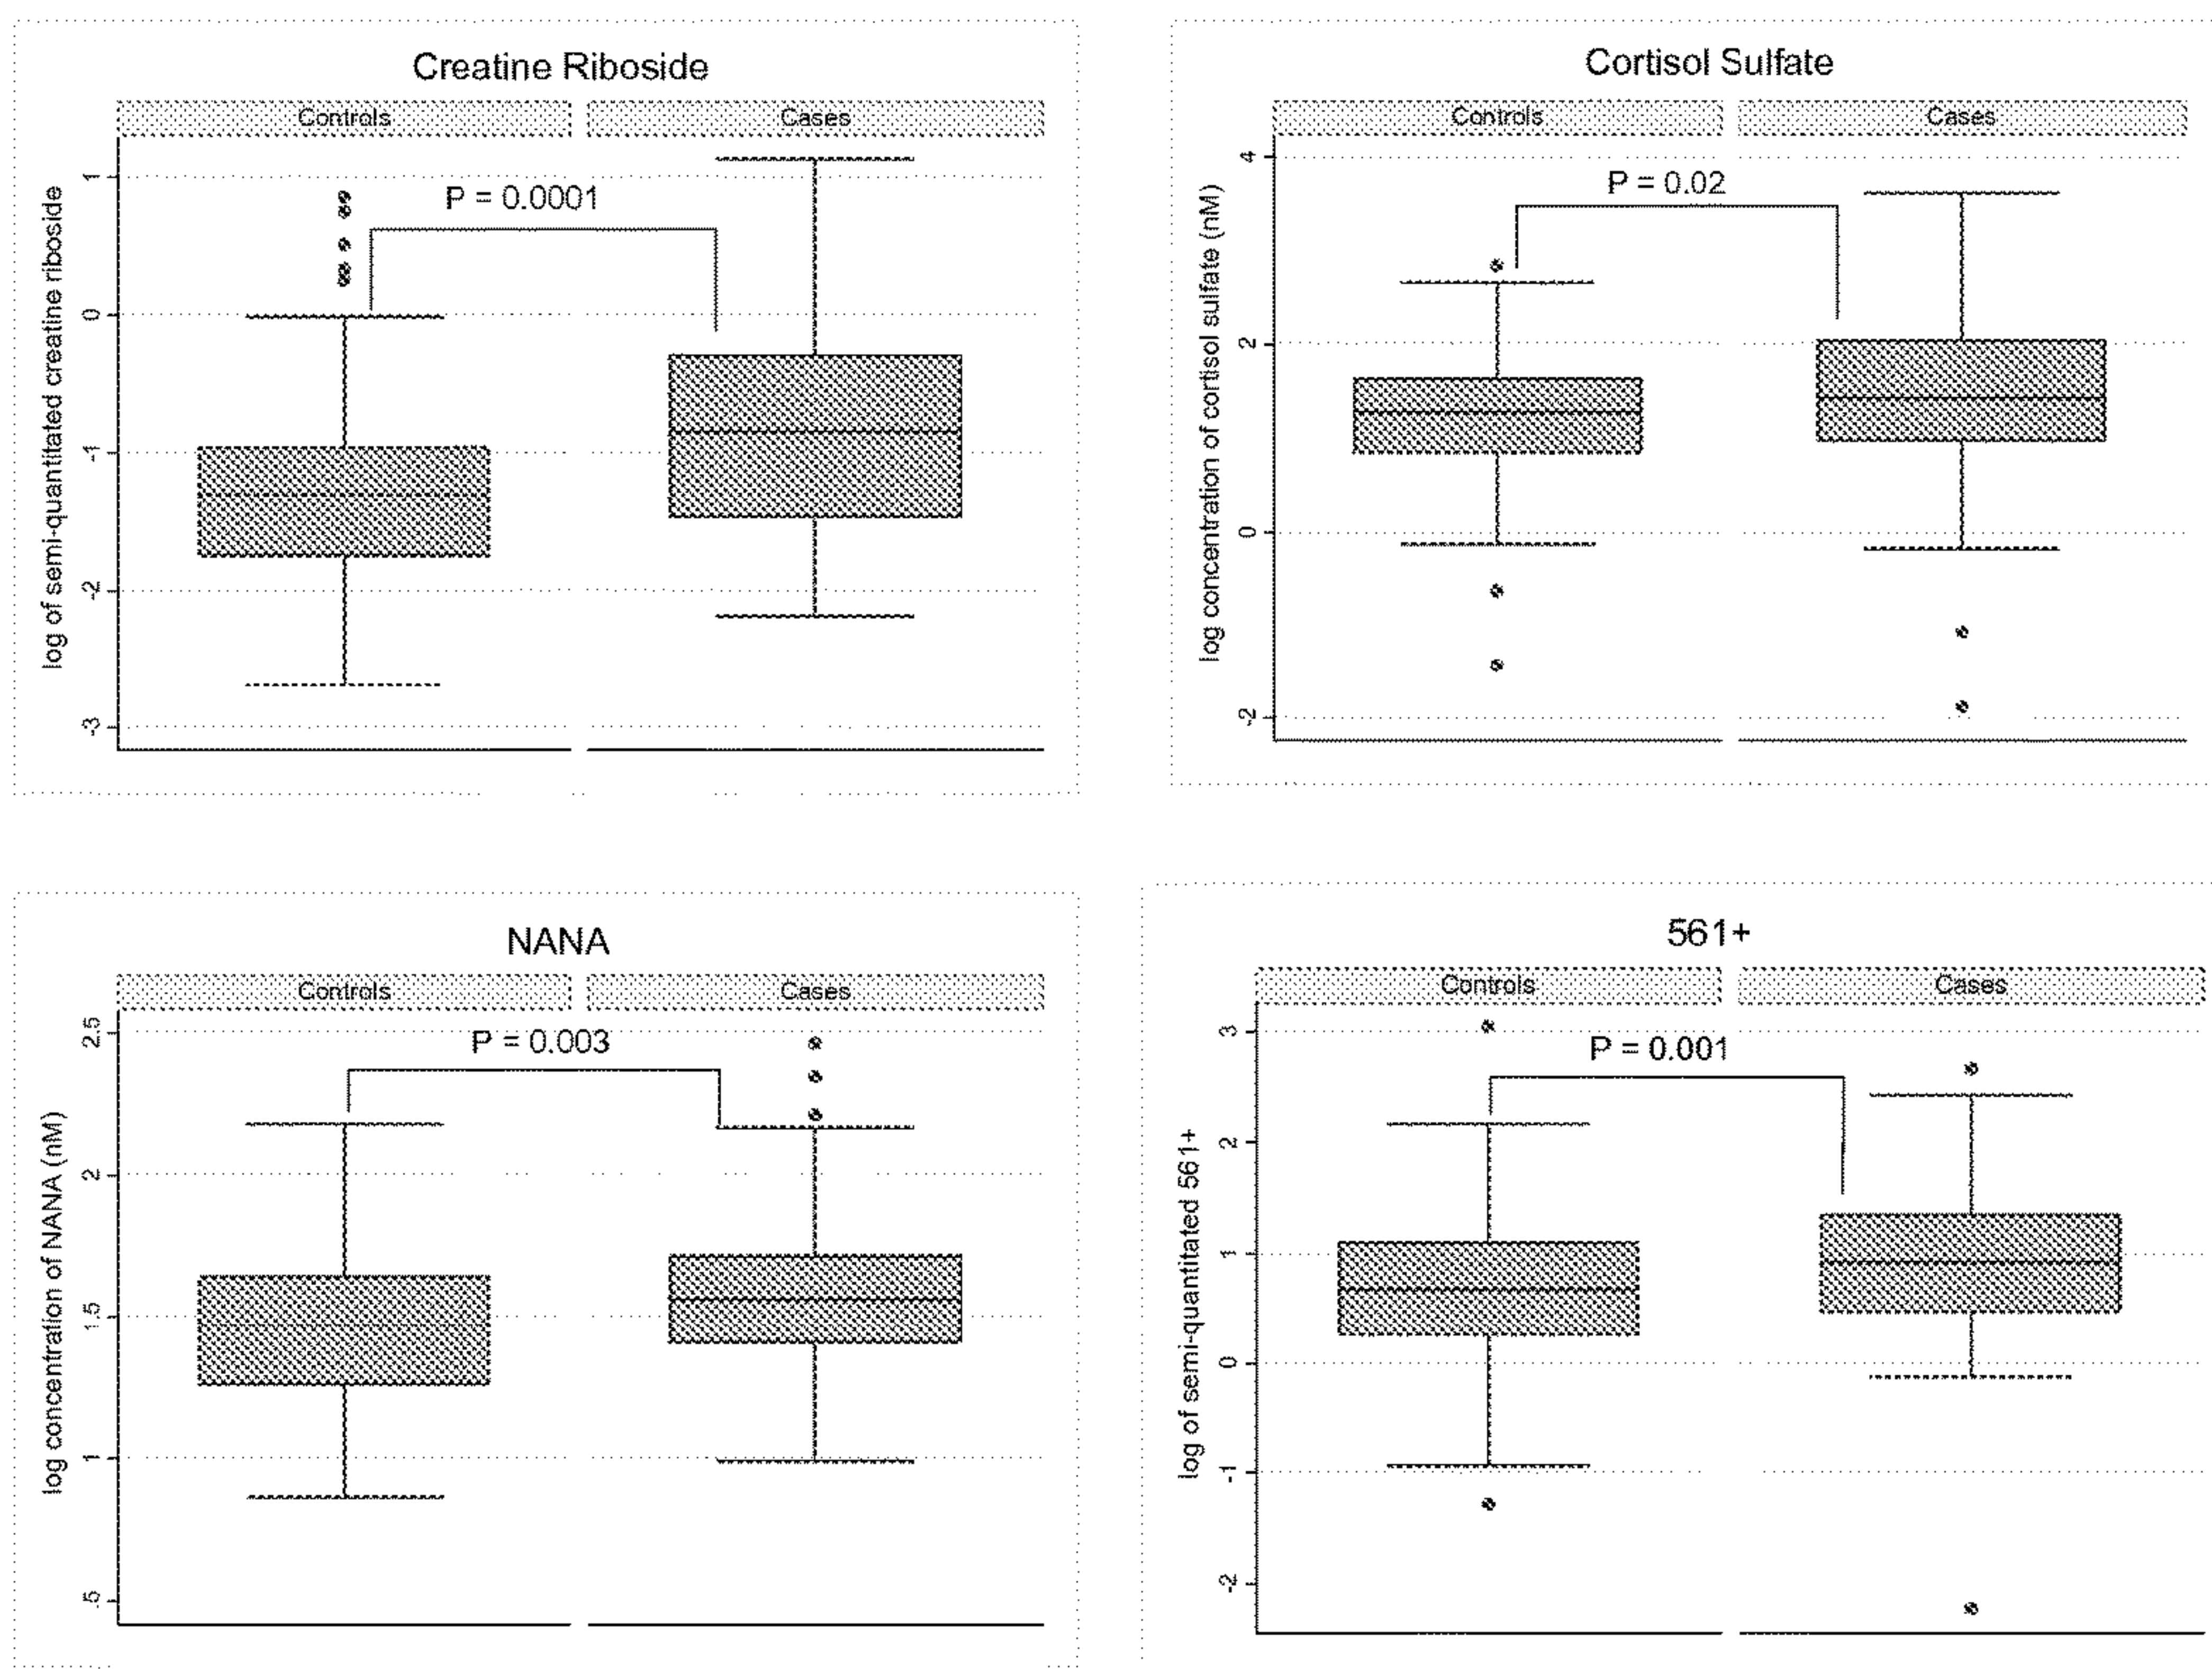 Creatine Riboside
Controls Cases
P = 0.0001
log of semi-quantitated creatine riboside
1
0
-1
-2
-3
Cortisol Sulfate
Controls Cases
P = 0.02
log concentration of cortisol sulfate (nM)
4
2
0
-2
NANA
Controls Cases
P = 0.003
log concentration of NANA (nM)
2.5
2
1.5
1
.5
561+
Controls Cases
P = 0.001
log of semi-quantitated 561+
3
2
1
0
-1
-2